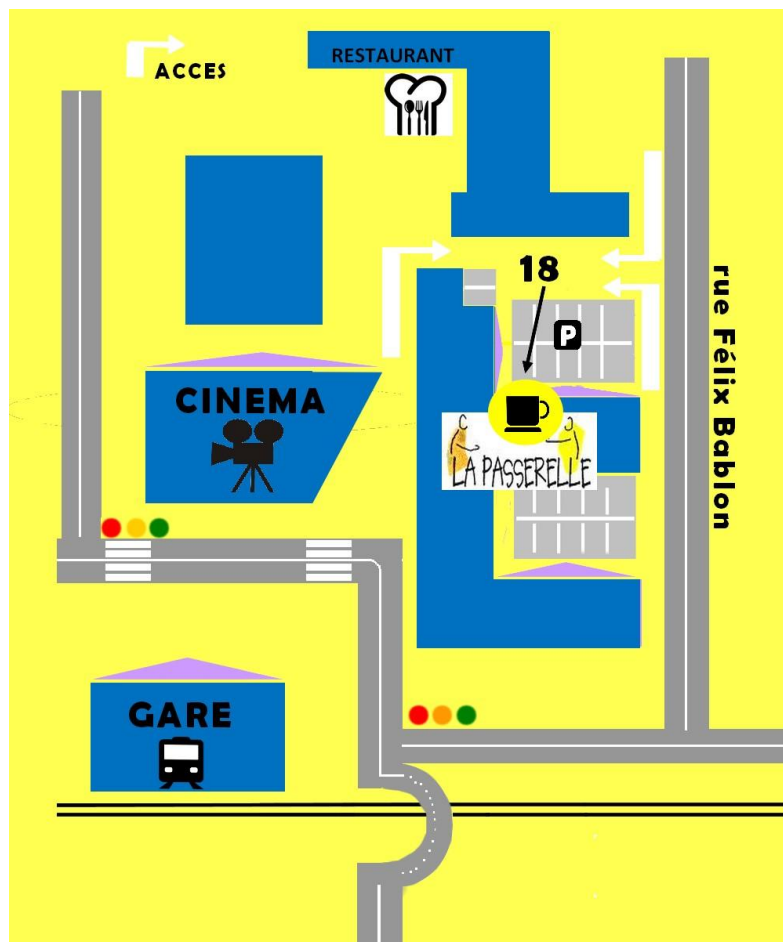 RESTAURANT
ACCES
18
P
rue Félix Bablon
CINEMA
LA PASSERELLE
GARE